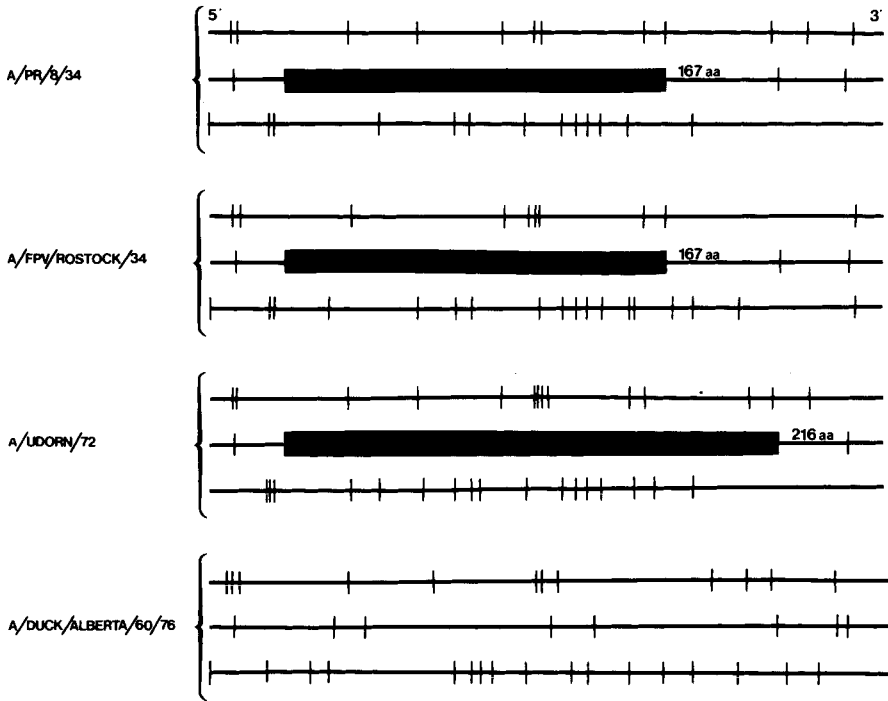 5´ 3´
A/PR/8/34
167 aa
A/FPV/ROSTOCK/34
167 aa
A/UDORN/72
216 aa
A/DUCK/ALBERTA/60/76